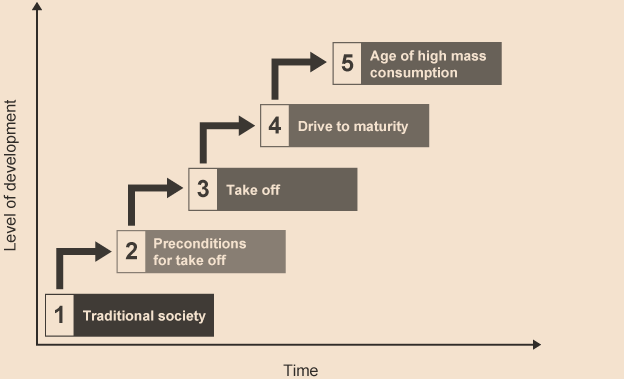 5
Age of high mass
consumption
4
Drive to maturity
3
Take off
2
Preconditions
for take off
1
Traditional society
Level of development
Time